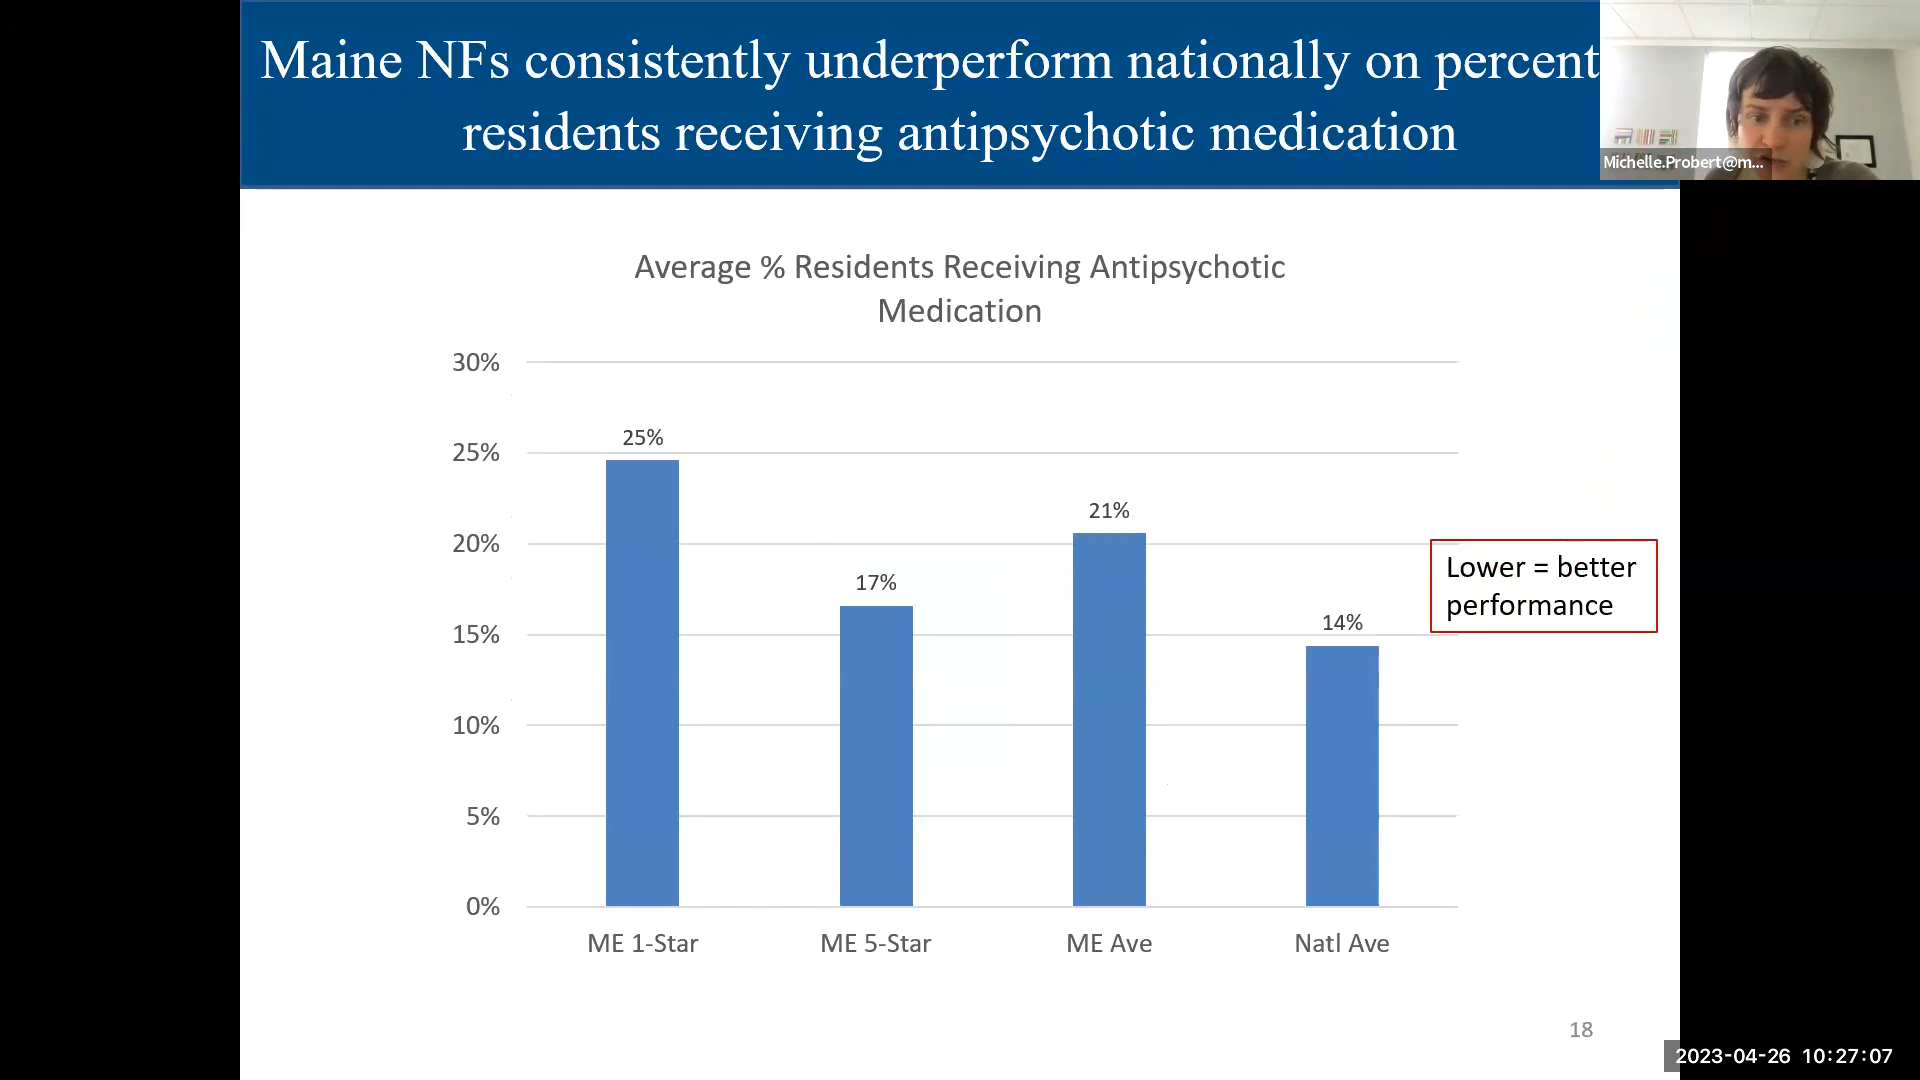 Maine NFs consistently underperform nationally on percent
residents receiving antipsychotic medication
Michelle.Probert@m...
Average % Residents Receiving Antipsychotic
Medication
30%
25%
20%
15%
10%
5%
0%
25%
17%
21%
14%
Lower = better
performance
ME 1-Star
ME 5-Star
ME Ave
Natl Ave
18
2023-04-26 10:27:07